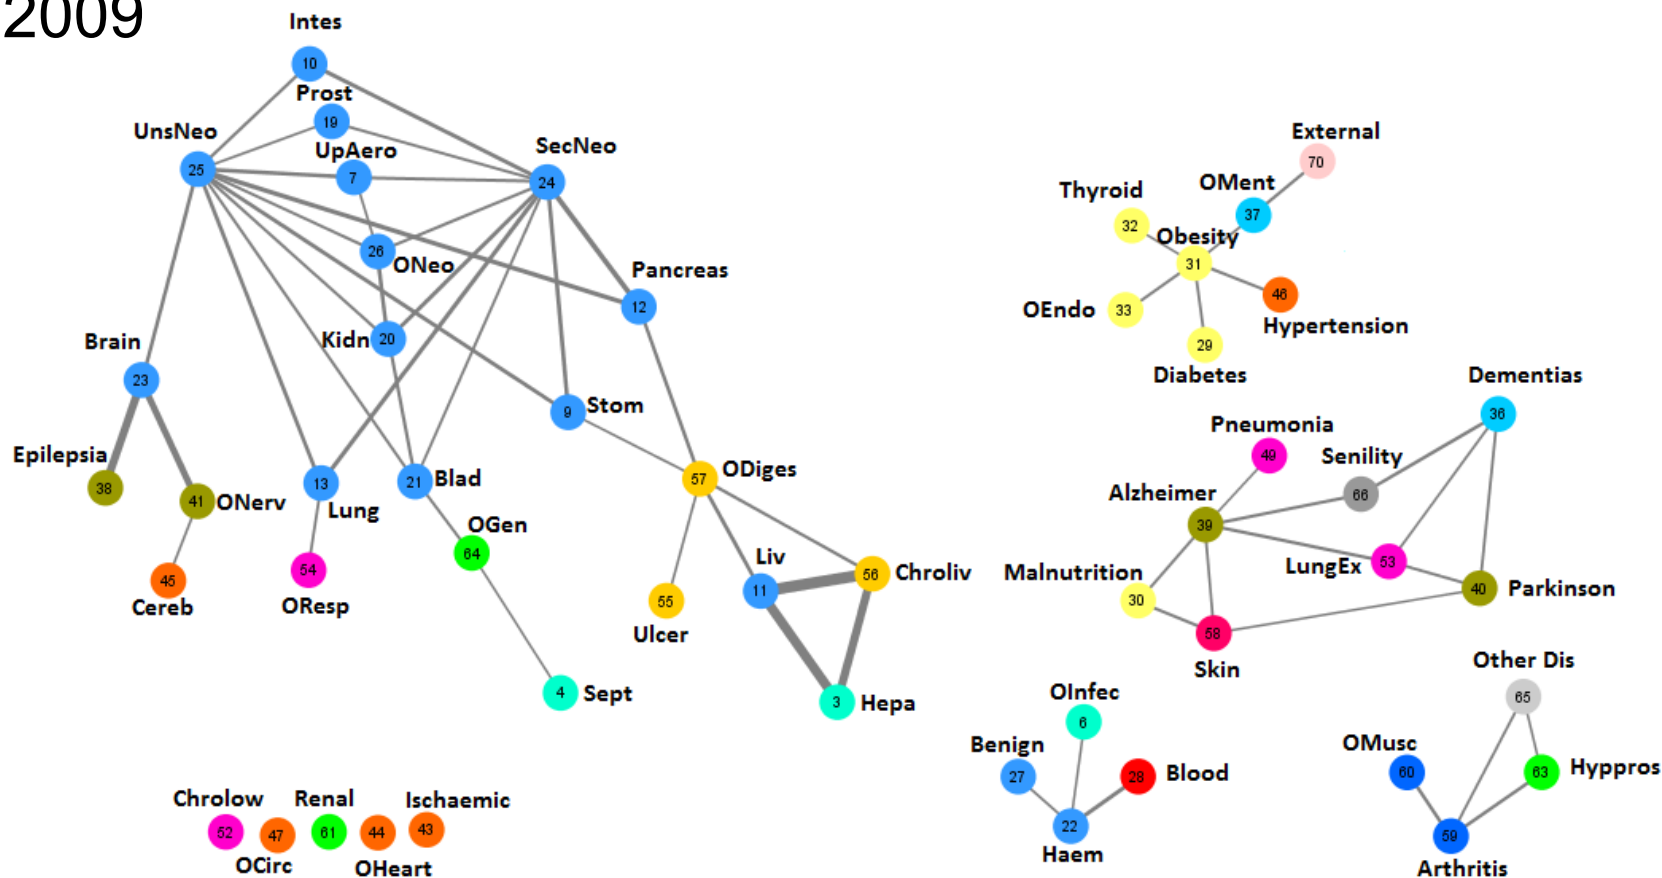 2009
Intes
10
Prost
19
UnsNeo
UpAero
SecNeo
25
7
24
26
ONeo
Pancreas
12
Brain
Kidn
20
23
9
Stom
Epilepsia
38
41
ONerv
13
Lung
21
Blad
57
ODiges
OGen
64
45
Cereb
54
OResp
Liv
11
56
Chroliv
55
Ulcer
4
Sept
3
Hepa
Chrolow
Renal
Ischaemic
52
47
61
44
43
OCirc
OHeart
External
70
Thyroid
OMent
32
37
Obesity
31
OEndo
33
46
Hypertension
29
Diabetes
Dementias
36
Pneumonia
49
Senility
66
Alzheimer
39
LungEx
53
Malnutrition
30
40
Parkinson
58
Skin
OInfec
6
Benign
27
28
Blood
22
Haem
Other Dis
65
OMusc
60
63
Hyppros
59
Arthritis